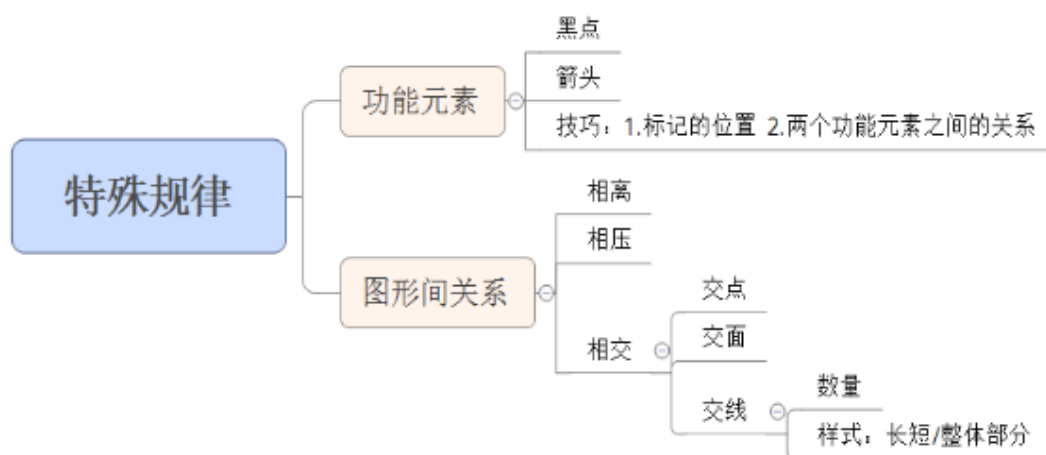 特殊规律
功能元素
黑点
箭头
技巧：1.标记的位置 2.两个功能元素之间的关系
图形间关系
相离
相压
相交
交点
交面
交线
数量
样式：长短/整体部分